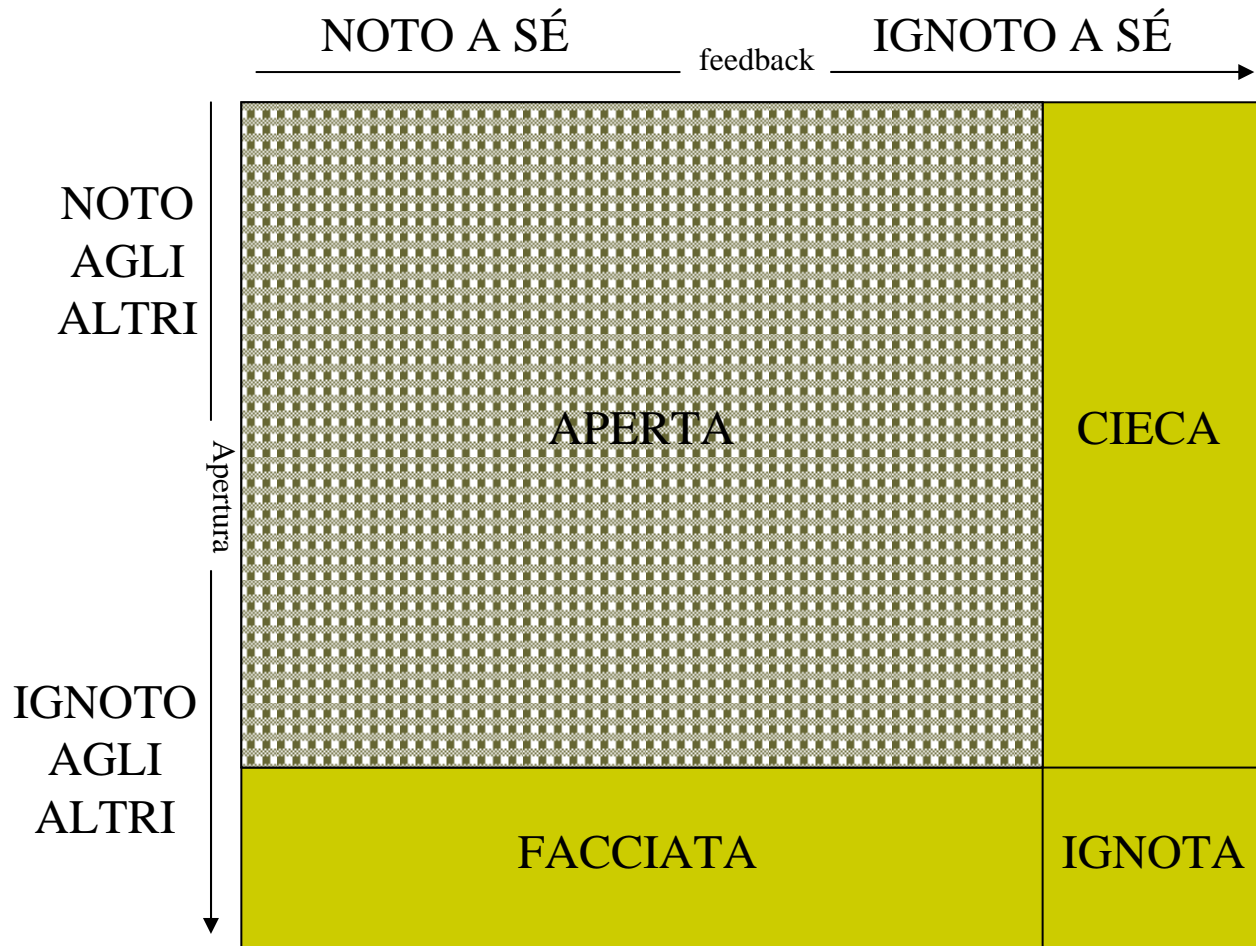 NOTO A SÉ
feedback
IGNOTO A SÉ
NOTO
AGLI
ALTRI
Apertura
IGNOTO
AGLI
ALTRI
APERTA
CIECA
FACCIATA
IGNOTA